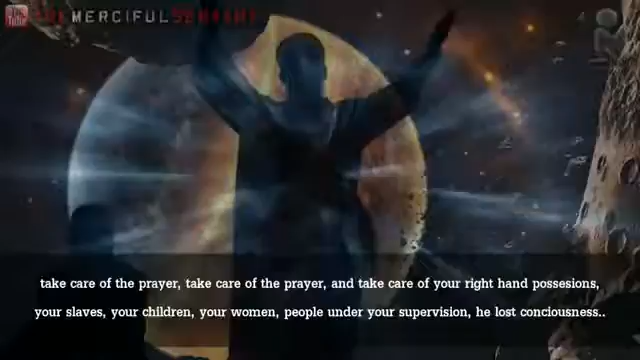 THEMERCIFULSERVANT
take care of the prayer, take care of the prayer, and take care of your right hand possesions,
your slaves, your children, your women, people under your supervision, he lost conciousness..